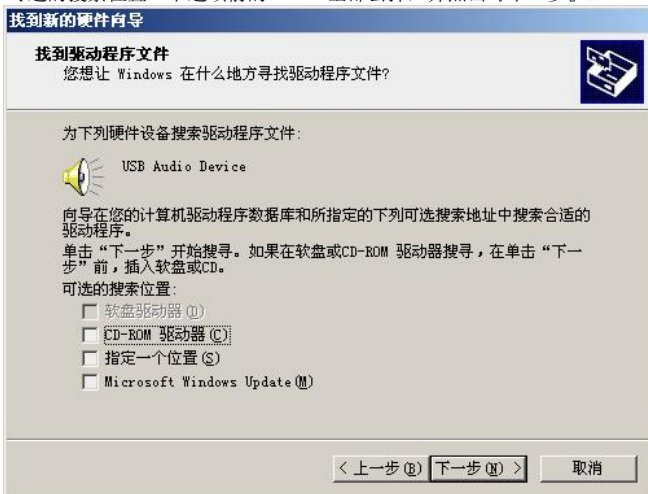 找到新的硬件向导
找到驱动程序文件
您想让 Windows 在什么地方寻找驱动程序文件?
为下列硬件设备搜索驱动程序文件:
USB Audio Device
向导在您的计算机驱动程序数据库和所指定的下列可选搜索地址中搜索合适的
驱动程序。
单击“下一步”开始搜寻。如果在软盘或CD-ROM 驱动器搜寻，在单击“下一
步”前，插入软盘或CD。
可选的搜索位置:
软盘驱动器(D)
CD-ROM 驱动器(C)
指定一个位置(S)
Microsoft Windows Update(M)
< 上一步(B) 下一步(N) > 取消